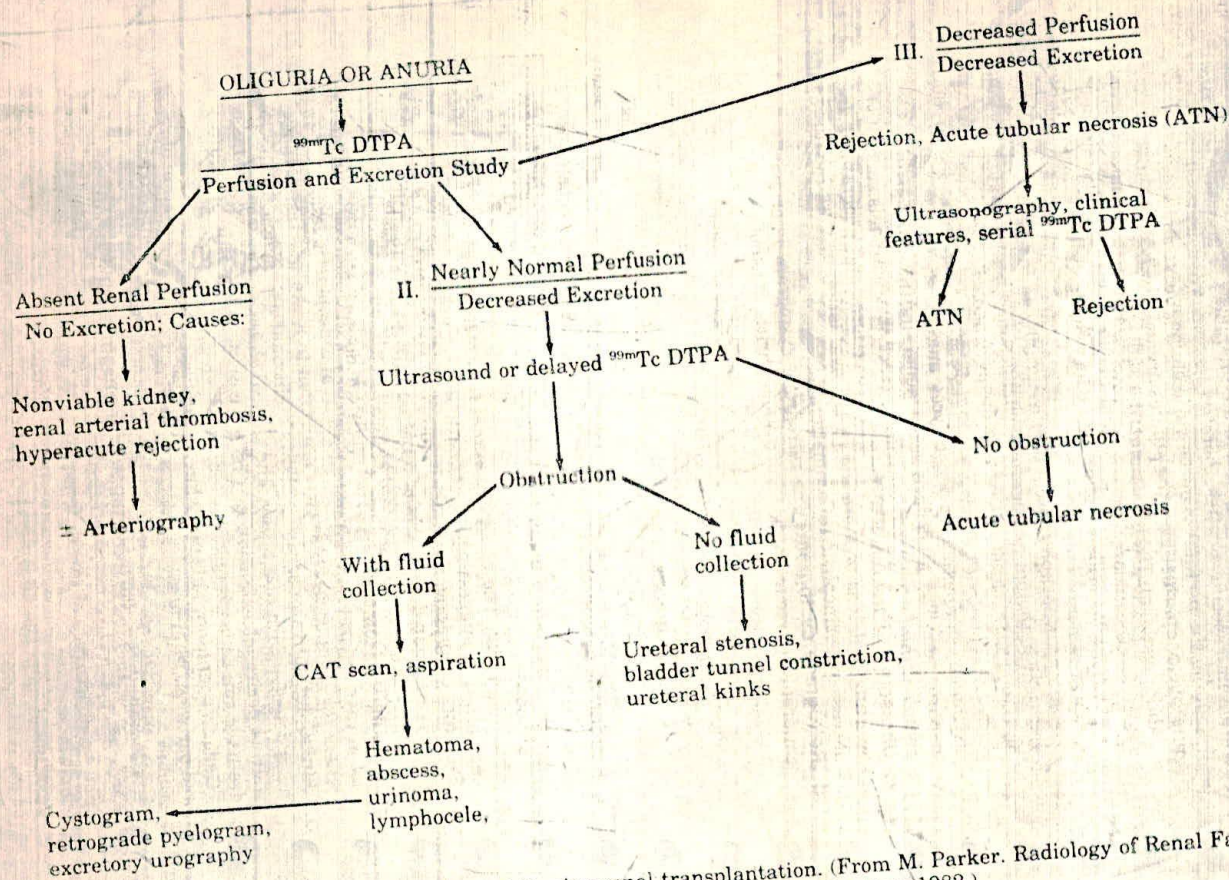 OLIGURIA OR ANURIA
⁹⁹ᵐTc DTPA
Perfusion and Excretion Study
Absent Renal Perfusion
No Excretion; Causes:
Nonviable kidney,
renal arterial thrombosis,
hyperacute rejection
± Arteriography
II. Nearly Normal Perfusion
Decreased Excretion
Ultrasound or delayed ⁹⁹ᵐTc DTPA
Obstruction
With fluid
collection
CAT scan, aspiration
Hematoma,
abscess,
urinoma,
lymphocele,
Cystogram,
retrograde pyelogram,
excretory urography
No fluid
collection
Ureteral stenosis,
bladder tunnel constriction,
ureteral kinks
No obstruction
Acute tubular necrosis
III. Decreased Perfusion
Decreased Excretion
Rejection, Acute tubular necrosis (ATN)
Ultrasonography, clinical
features, serial ⁹⁹ᵐTc DTPA
ATN
Rejection
transplantation. (From M. Parker. Radiology of Renal Fa